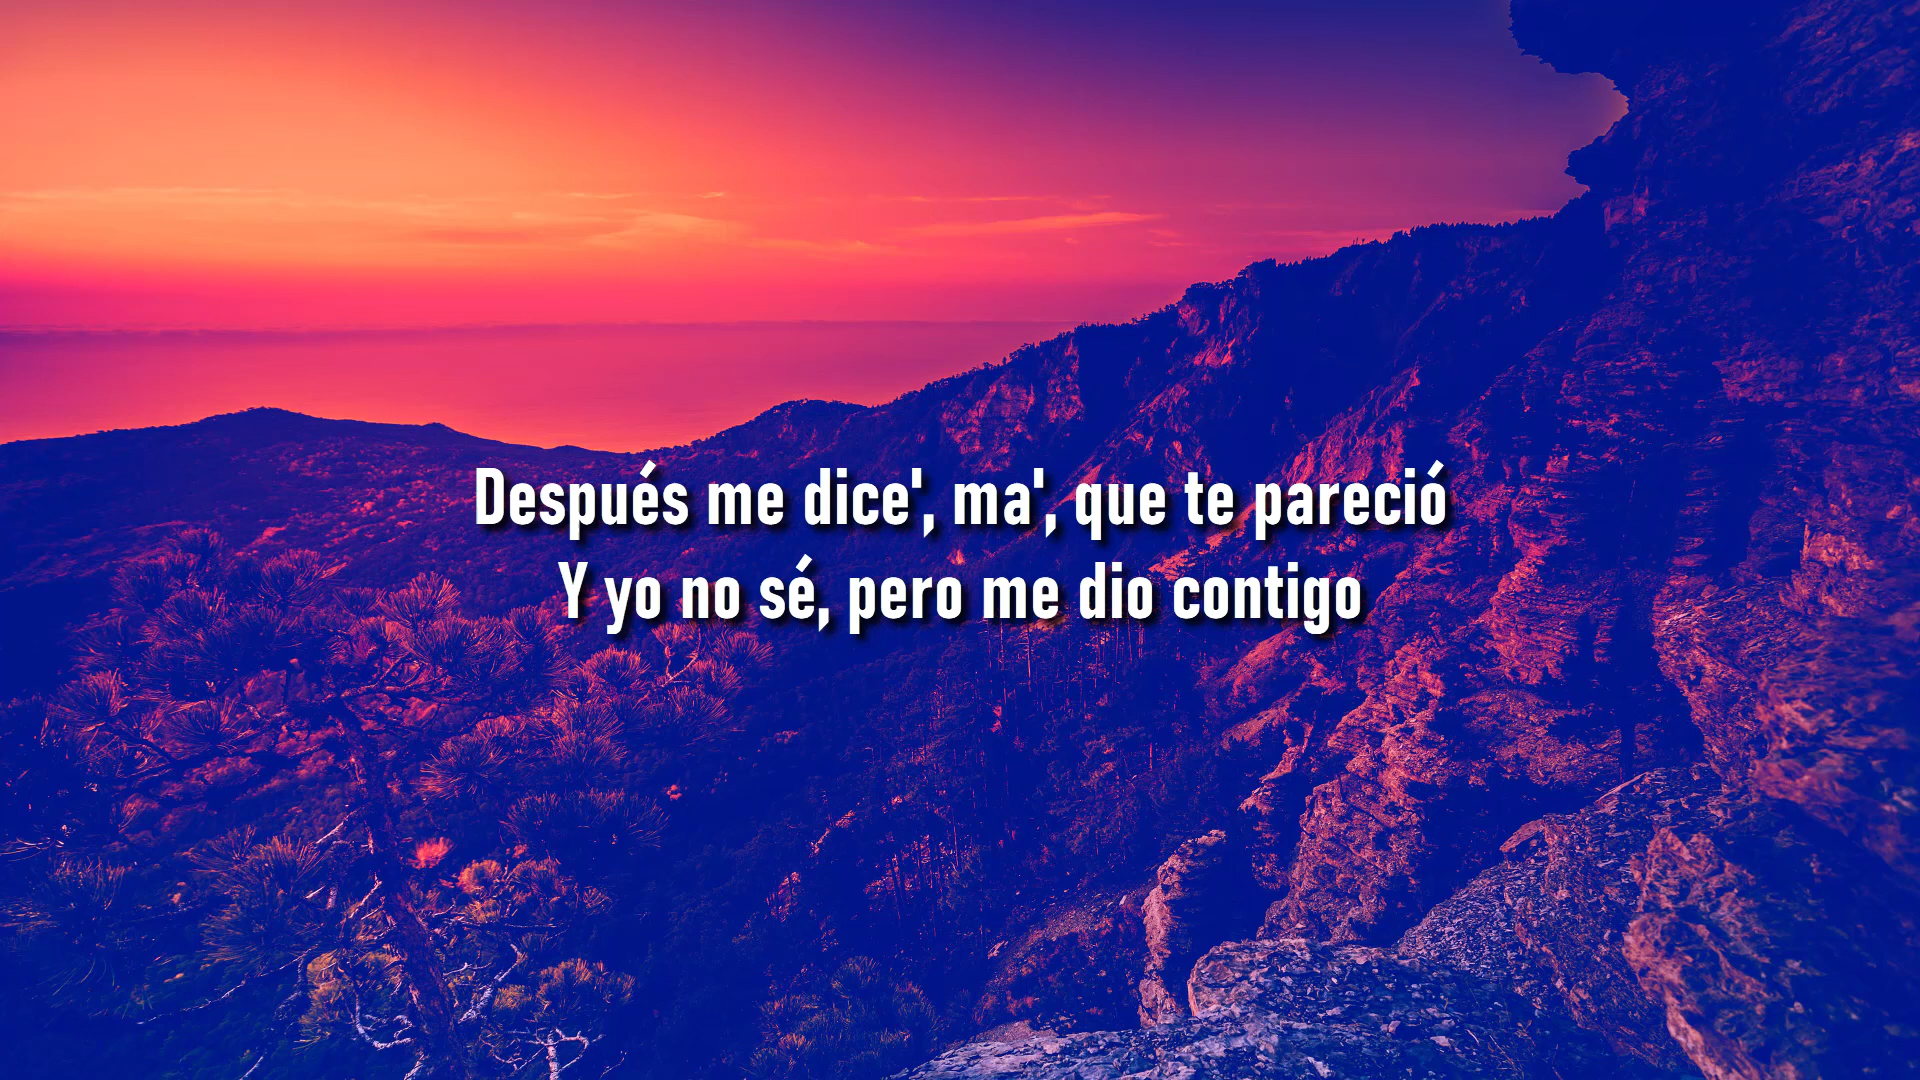 Después me dice', ma', que te pareció
Y yo no sé, pero me dio contigo